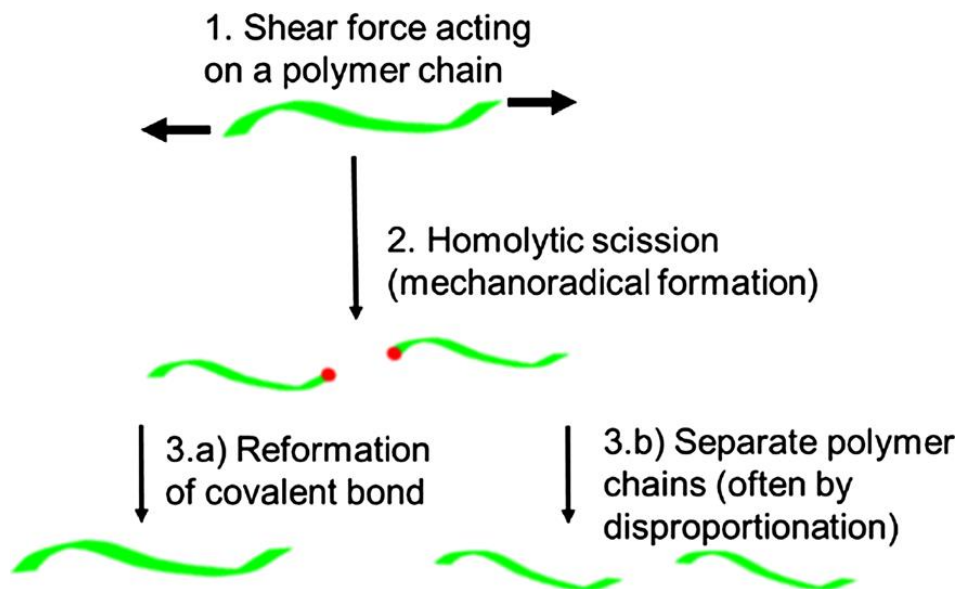 1. Shear force acting
on a polymer chain
2. Homolytic scission
(mechanoradical formation)
3.a) Reformation
of covalent bond
3.b) Separate polymer
chains (often by
disproportionation)